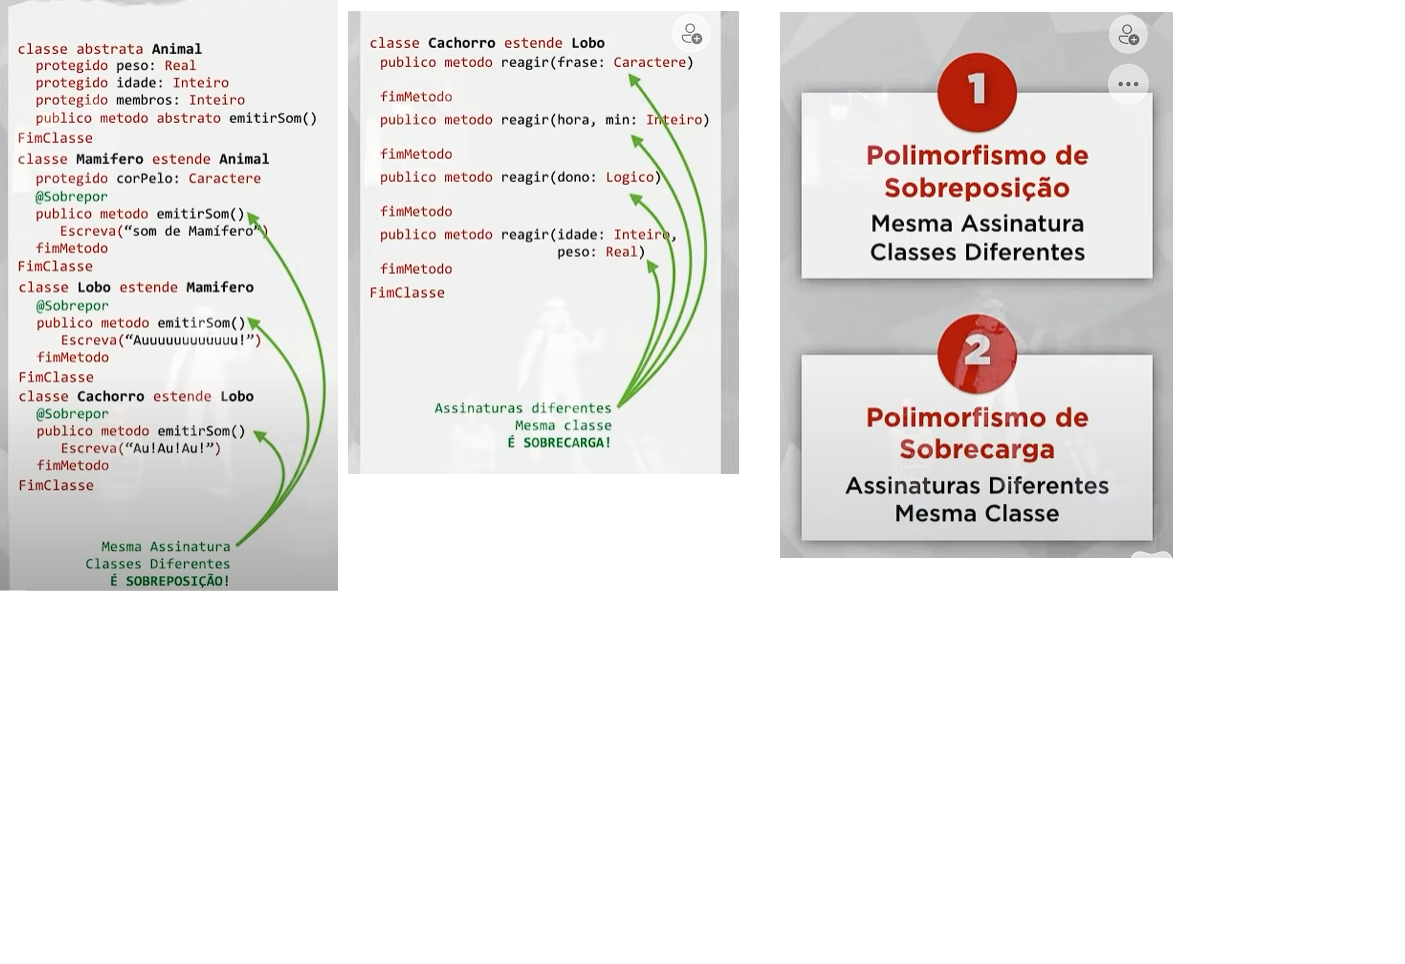 classe abstrata Animal
protegido peso: Real
protegido idade: Inteiro
protegido membros: Inteiro
publico metodo abstrato emitirSom()
FimClasse
classe Mamifero estende Animal
protegido corPelo: Caractere
@Sobrepor
publico metodo emitirSom()
Escreva(“som de Mamífero”)
fimMetodo
FimClasse
classe Lobo estende Mamifero
@Sobrepor
publico metodo emitirSom()
Escreva(“Auuuuuuuuuuuu!”)
fimMetodo
FimClasse
classe Cachorro estende Lobo
@Sobrepor
publico metodo emitirSom()
Escreva(“Au!Au!Au!”)
fimMetodo
FimClasse
Mesma Assinatura
Classes Diferentes
É SOBREPOSIÇÃO!
classe Cachorro estende Lobo
publico metodo reagir(frase: Caractere)
fimMetodo
publico metodo reagir(hora, min: Inteiro)
fimMetodo
publico metodo reagir(dono: Logico)
fimMetodo
publico metodo reagir(idade: Inteiro,
peso: Real)
fimMetodo
FimClasse
Assinaturas diferentes
Mesma classe
É SOBRECARGA!
1
Polimorfismo de
Sobreposição
Mesma Assinatura
Classes Diferentes
2
Polimorfismo de
Sobrecarga
Assinaturas Diferentes
Mesma Classe